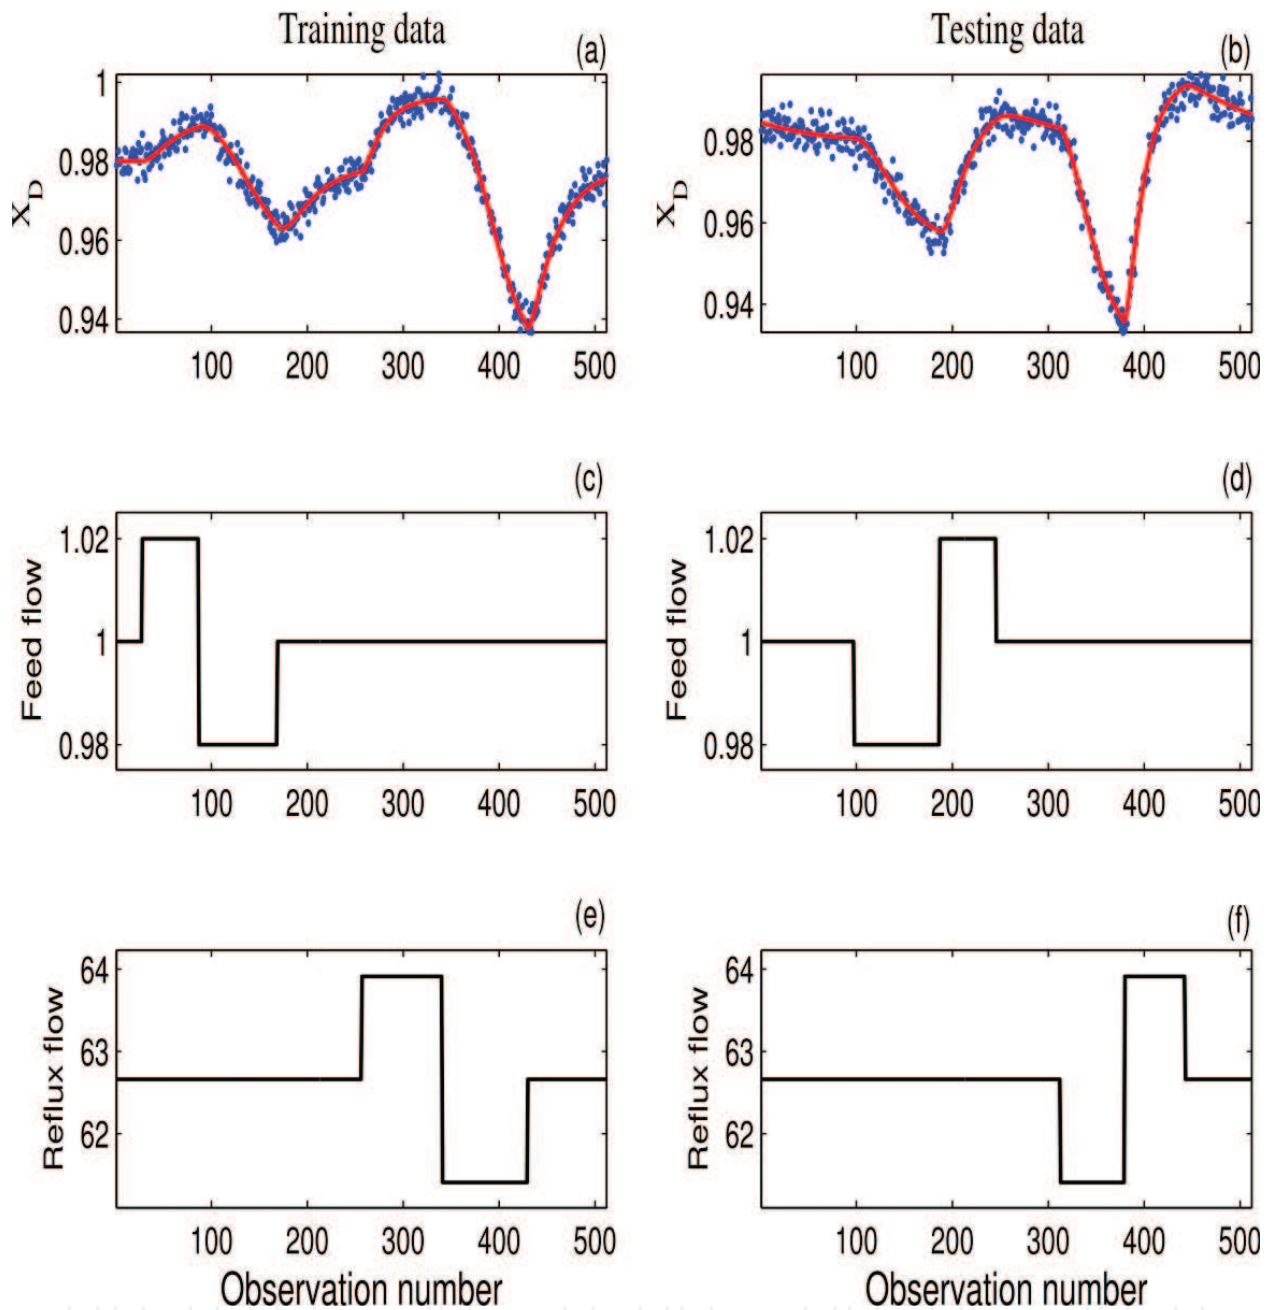 Training data
(a)
1
0.98
0.96
0.94
X_D
100 200 300 400 500
Testing data
(b)
0.98
0.96
0.94
X_D
100 200 300 400 500
(c)
1.02
1
0.98
Feed flow
100 200 300 400 500
(d)
1.02
1
0.98
Feed flow
100 200 300 400 500
(e)
64
63
62
Reflux flow
100 200 300 400 500
Observation number
(f)
64
63
62
Reflux flow
100 200 300 400 500
Observation number